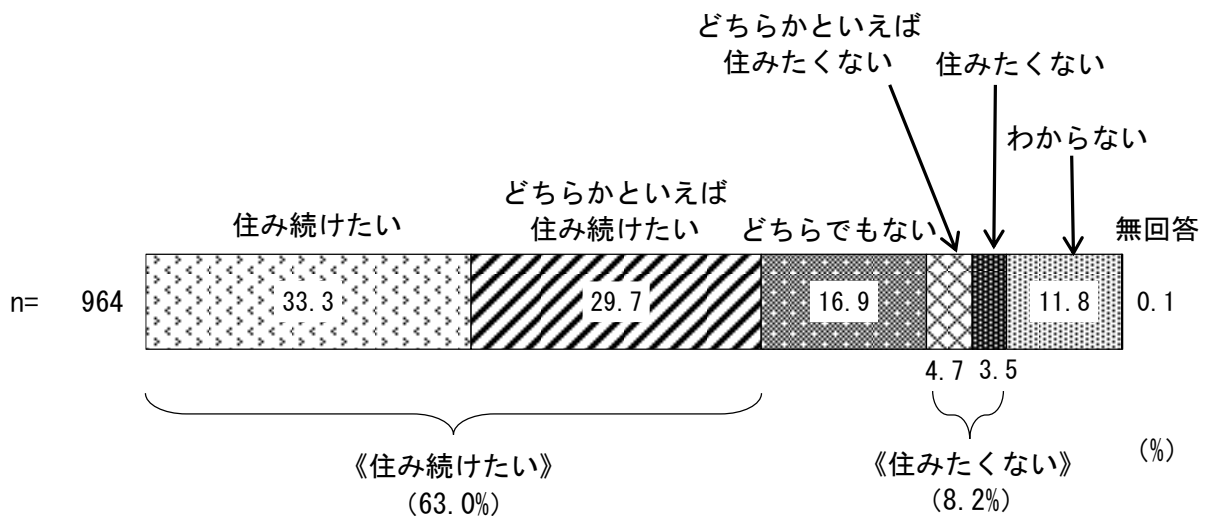 どちらかといえば
住みたくない
住みたくない
わからない
住み続けたい
どちらかといえば
住み続けたい
どちらでもない
無回答
n= 964
33.3
29.7
16.9
11.8
0.1
4.7
3.5
《住み続けたい》
(63.0%)
《住みたくない》
(8.2%)
(%)